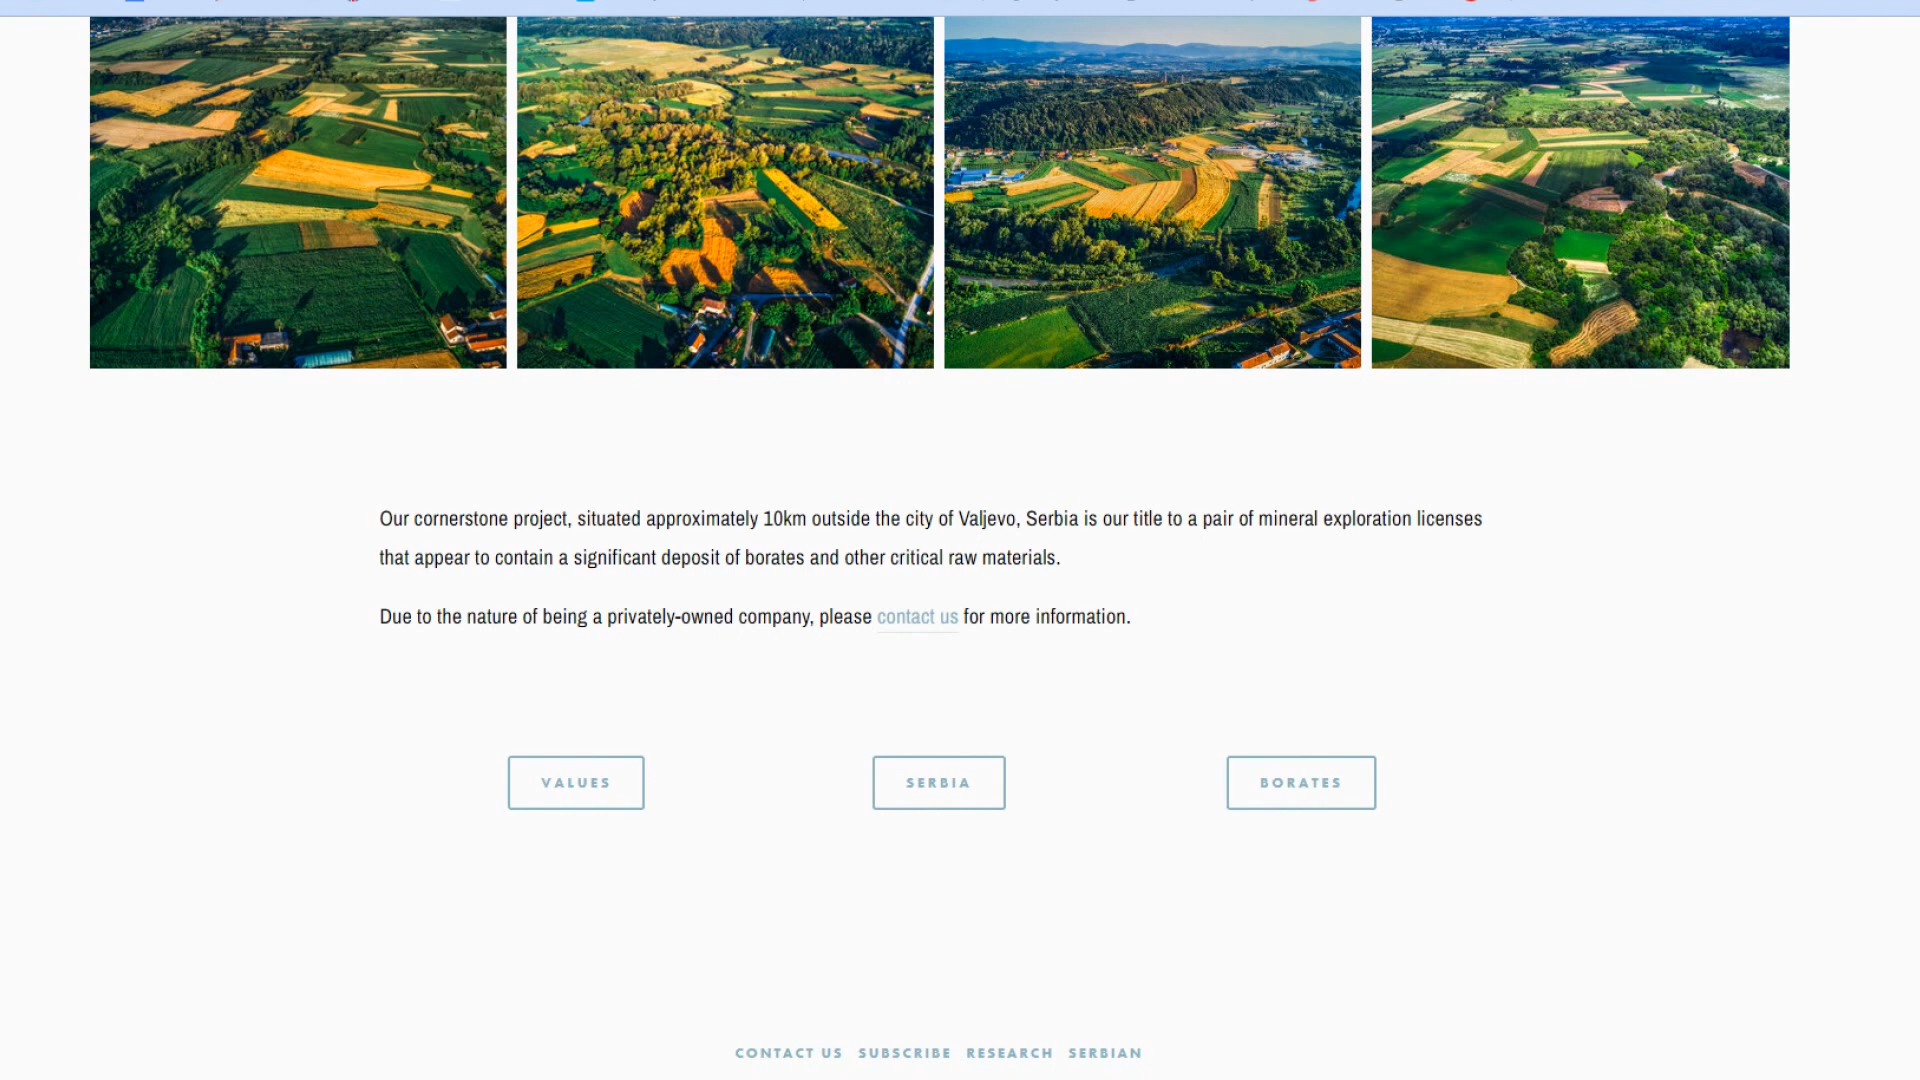 Our cornerstone project, situated approximately 10km outside the city of Valjevo, Serbia is our title to a pair of mineral exploration licenses
that appear to contain a significant deposit of borates and other critical raw materials.
Due to the nature of being a privately-owned company, please contact us for more information.
VALUES SERBIA BORATES
CONTACT US SUBSCRIBE RESEARCH SERBIAN